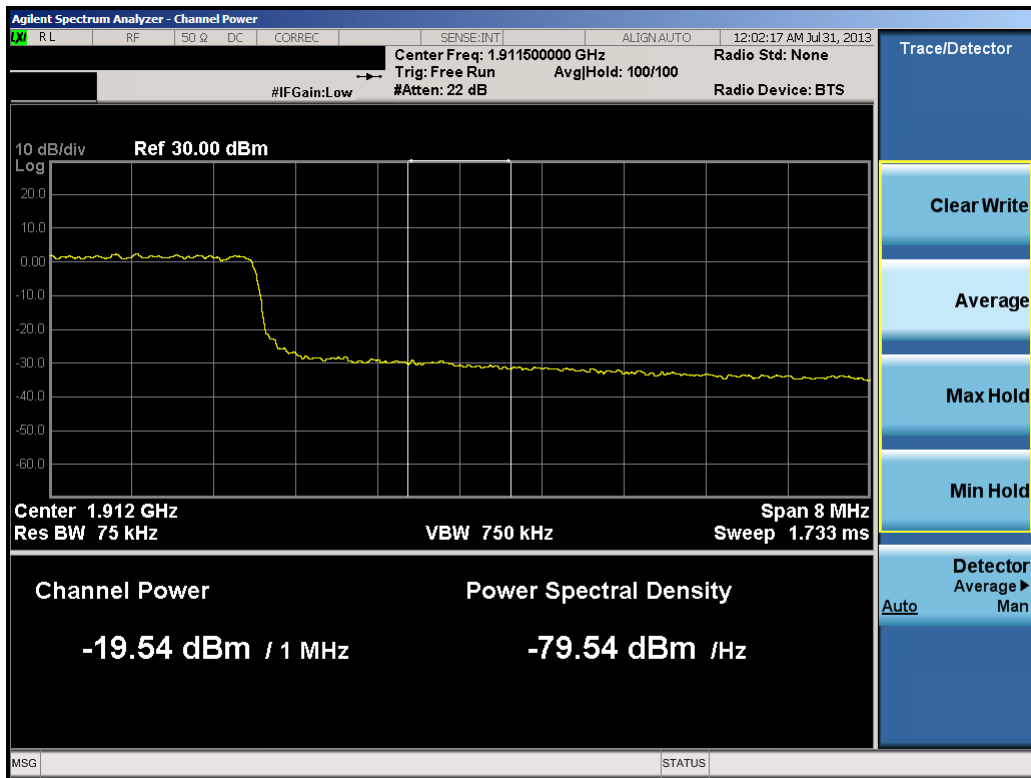 Agilent Spectrum Analyzer - Channel Power
LXI RL RF 50 Ω DC CORREC SENSE:INT ALIGN AUTO 12:02:17 AM Jul 31, 2013
Center Freq: 1.911500000 GHz Radio Std: None
Trig: Free Run Avg|Hold: 100/100
#IFGain:Low #Atten: 22 dB Radio Device: BTS
10 dB/div Ref 30.00 dBm
Log
20.0
10.0
0.00
-10.0
-20.0
-30.0
-40.0
-50.0
-60.0
Center 1.912 GHz Span 8 MHz
Res BW 75 kHz VBW 750 kHz Sweep 1.733 ms
Channel Power Power Spectral Density
-19.54 dBm / 1 MHz -79.54 dBm /Hz
MSG STATUS
Trace/Detector
Clear Write
Average
Max Hold
Min Hold
Detector
Average▶
Auto Man